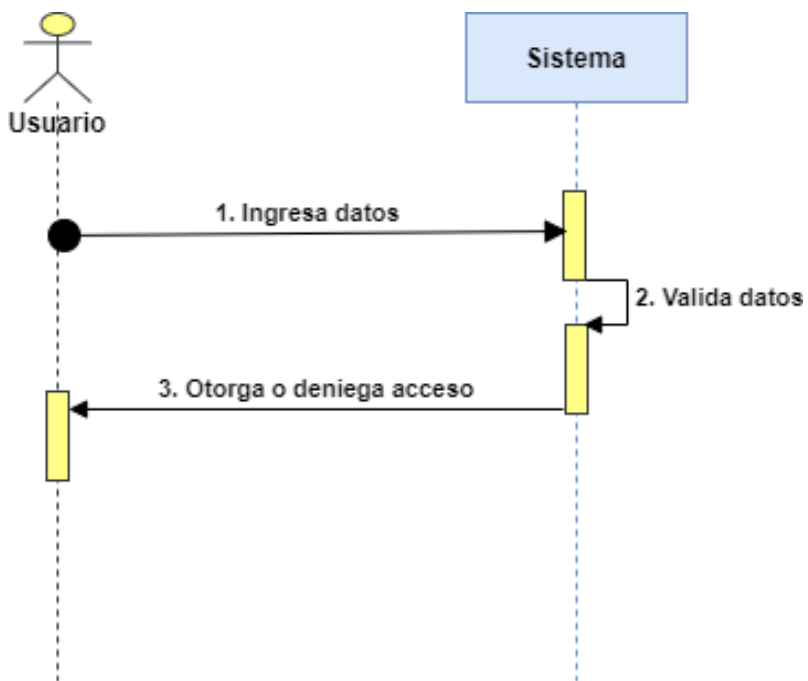 Sistema
Usuario
1. Ingresa datos
2. Valida datos
3. Otorga o deniega acceso